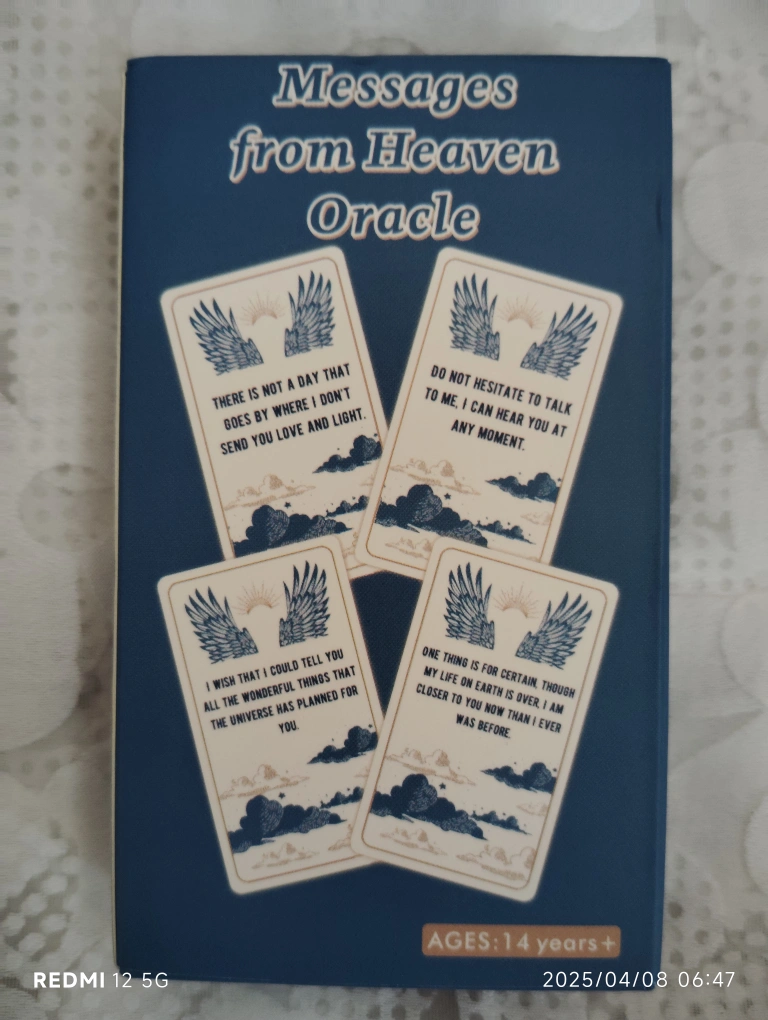 Messages
from Heaven
Oracle
THERE IS NOT A DAY THAT
GOES BY WHERE I DON'T
SEND YOU LOVE AND LIGHT.
DO NOT HESITATE TO TALK
TO ME, I CAN HEAR YOU AT
ANY MOMENT.
I WISH THAT I COULD TELL YOU
ALL THE WONDERFUL THINGS THAT
THE UNIVERSE HAS PLANNED FOR
YOU.
ONE THING IS FOR CERTAIN, THOUGH
MY LIFE ON EARTH IS OVER, I AM
CLOSER TO YOU NOW THAN I EVER
WAS BEFORE.
AGES: 14 years+
REDMI 12 5G
2025/04/08 06:47